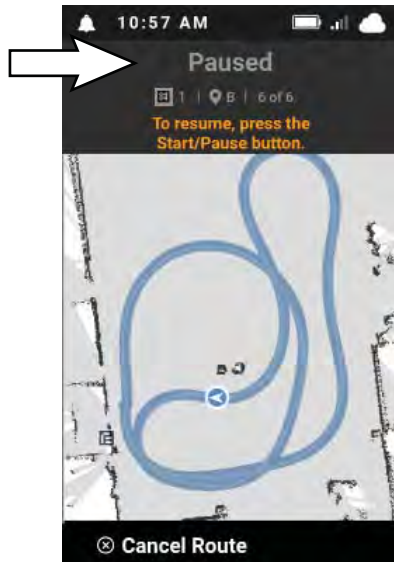 10:57 AM
Paused
1 | B | 6 of 6
To resume, press the
Start/Pause button.
Cancel Route